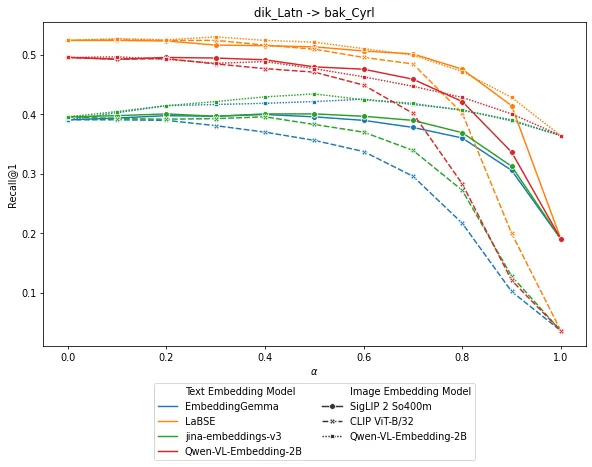 dik_Latn -> bak_Cyrl
Recall@1
0.5
0.4
0.3
0.2
0.1
0.0 0.2 0.4 0.6 0.8 1.0
α
Text Embedding Model Image Embedding Model
EmbeddingGemma SigLIP 2 So400m
LaBSE CLIP ViT-B/32
jina-embeddings-v3 Qwen-VL-Embedding-2B
Qwen-VL-Embedding-2B